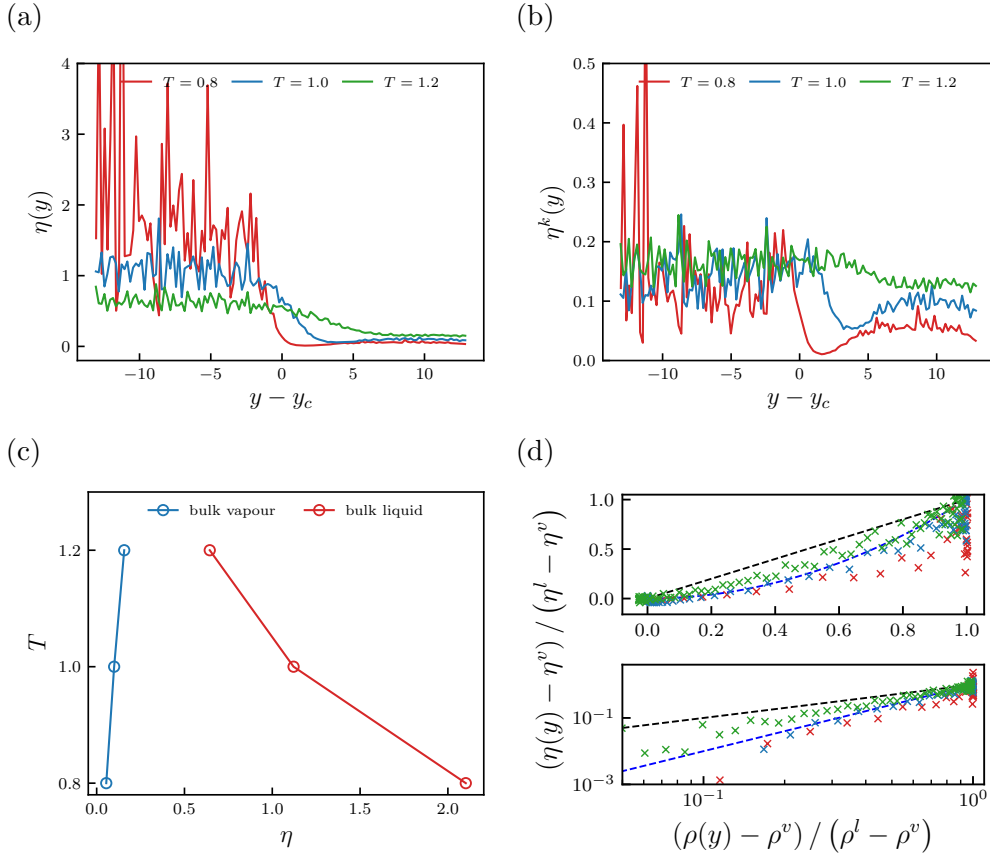 (a)
4
3
2
1
0
−10
−5
0
5
10
η(y)
y − y_c
T = 0.8
T = 1.0
T = 1.2
(b)
0.5
0.4
0.3
0.2
0.1
0.0
−10
−5
0
5
10
η^k(y)
y − y_c
T = 0.8
T = 1.0
T = 1.2
(c)
1.2
1.0
0.8
0.0
0.5
1.0
1.5
2.0
T
η
bulk vapour
bulk liquid
(d)
1.0
0.5
0.0
0.0
0.2
0.4
0.6
0.8
1.0
10^−1
10^−3
10^−1
10^0
(η(y) − η^v) / (η^l − η^v)
(ρ(y) − ρ^v) / (ρ^l − ρ^v)